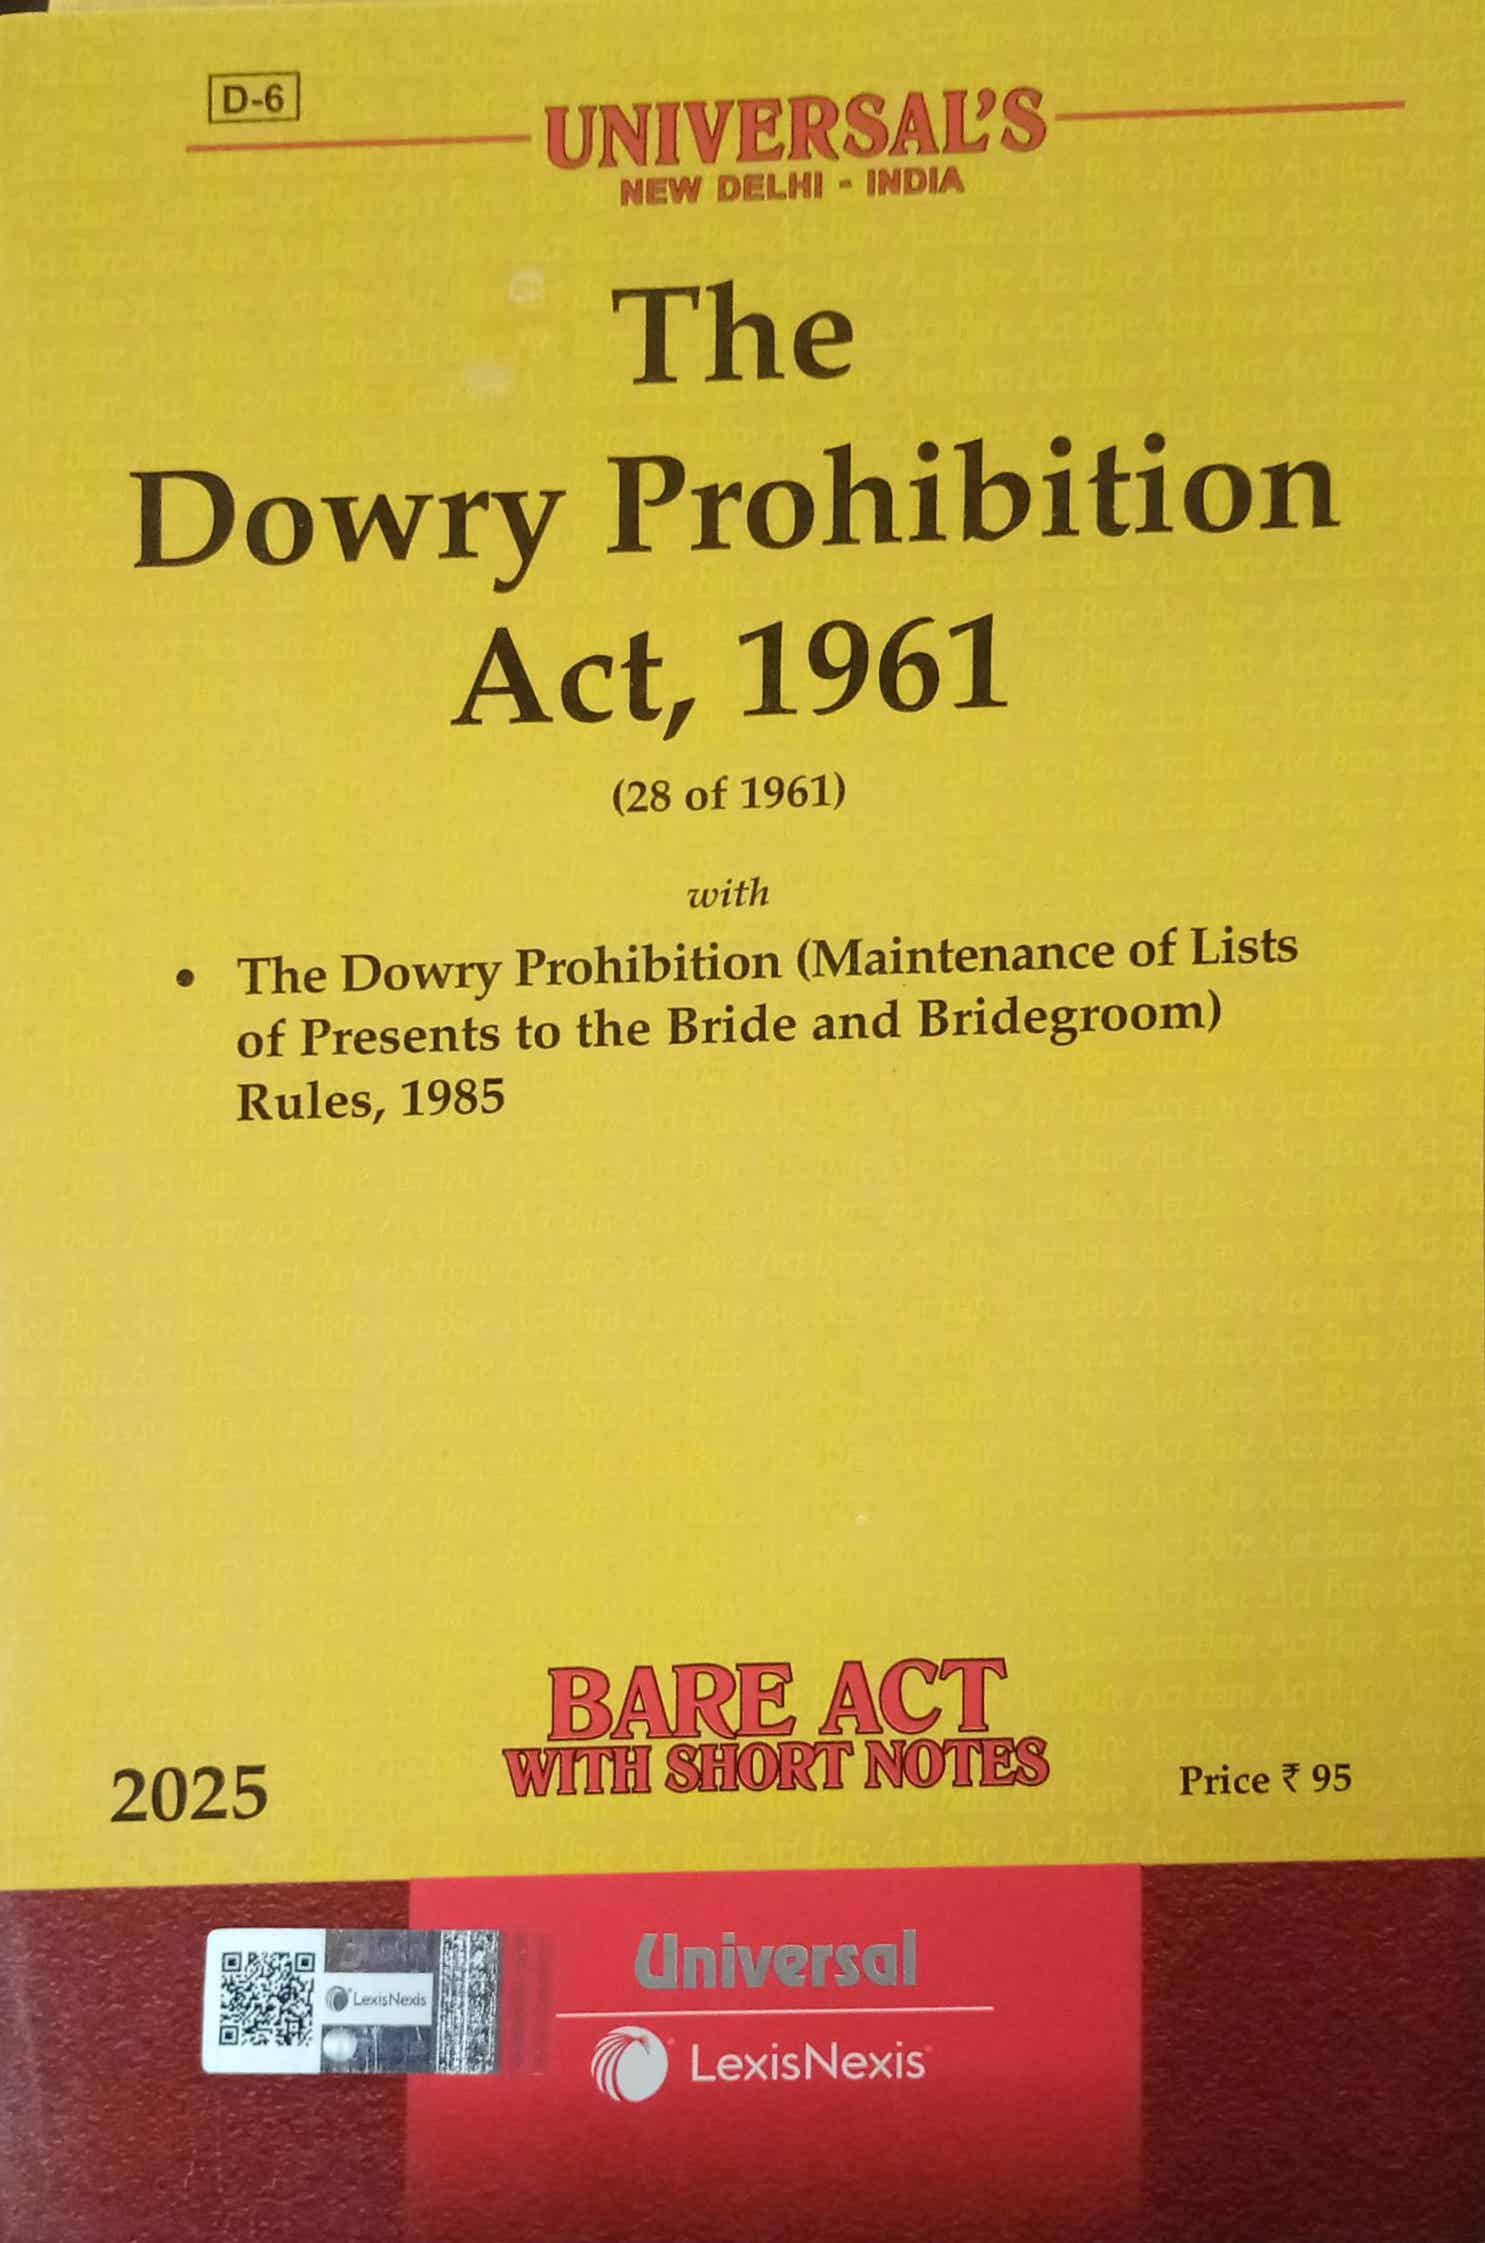 D-6
UNIVERSAL'S
NEW DELHI - INDIA
The
Dowry Prohibition
Act, 1961
(28 of 1961)
with
• The Dowry Prohibition (Maintenance of Lists
of Presents to the Bride and Bridegroom)
Rules, 1985
BARE ACT
WITH SHORT NOTES
2025
Price ₹ 95
Universal
LexisNexis
LexisNexis